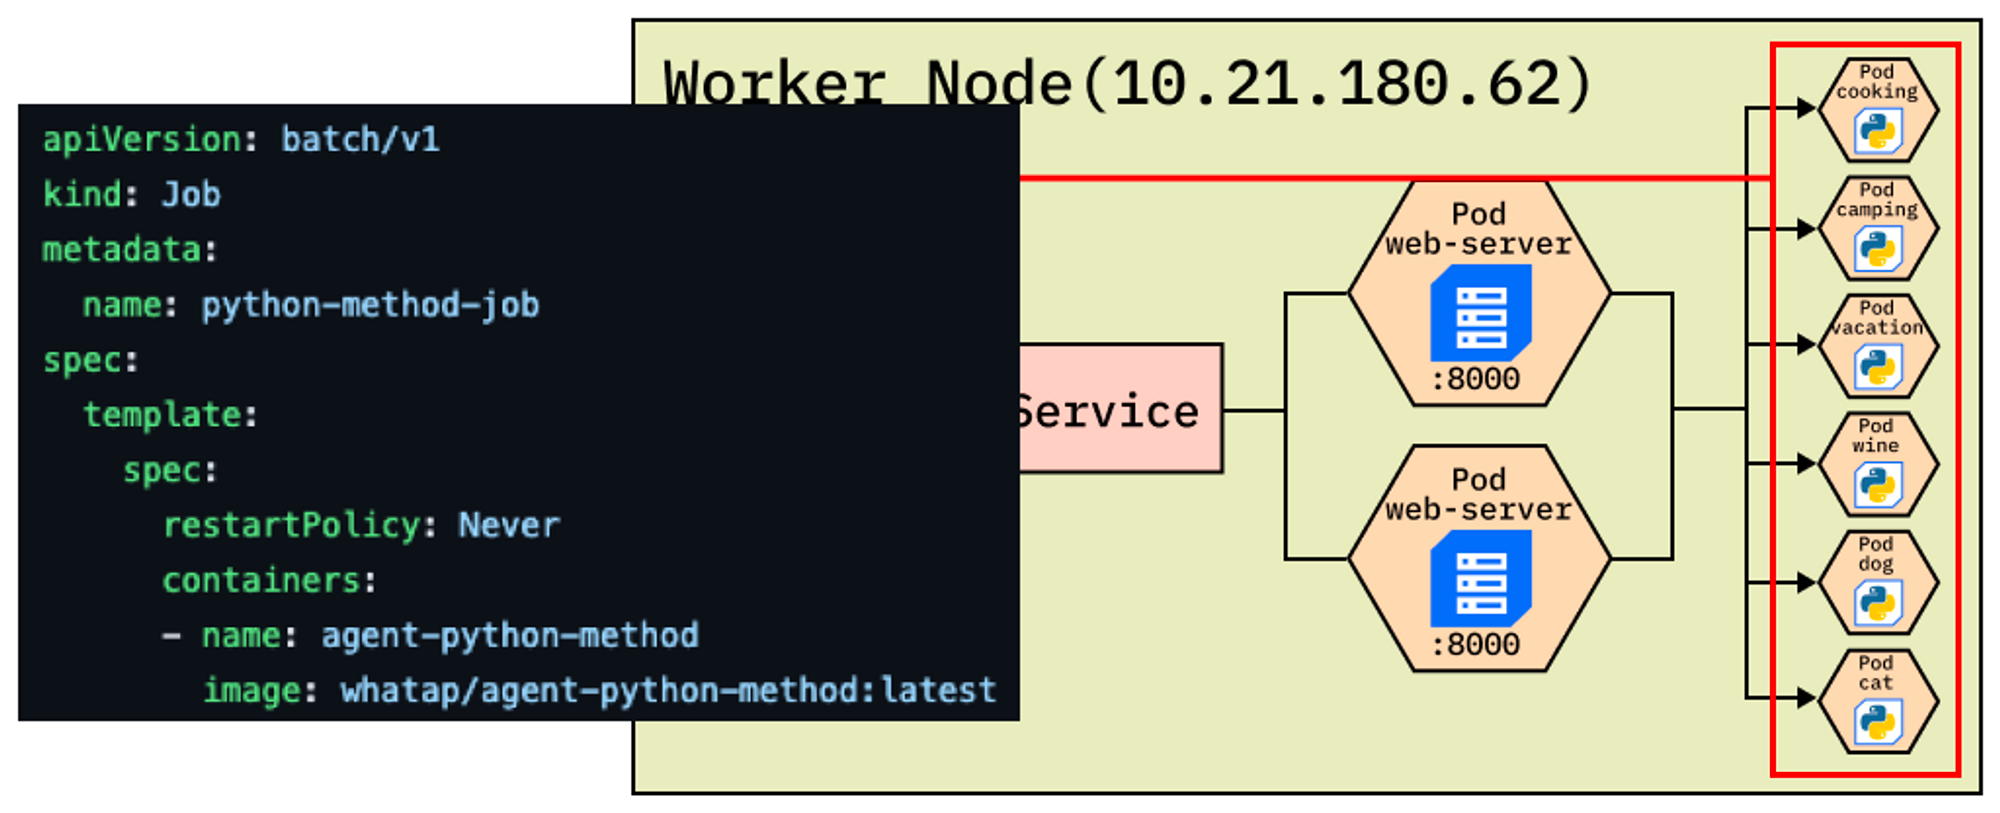 Worker Node(10.21.180.62)
apiVersion: batch/v1
kind: Job
metadata:
  name: python-method-job
spec:
  template:
    spec:
      restartPolicy: Never
      containers:
      - name: agent-python-method
        image: whatap/agent-python-method:latest
Service
Pod
web-server
:8000
Pod
web-server
:8000
Pod
cooking
Pod
camping
Pod
vacation
Pod
wine
Pod
dog
Pod
cat